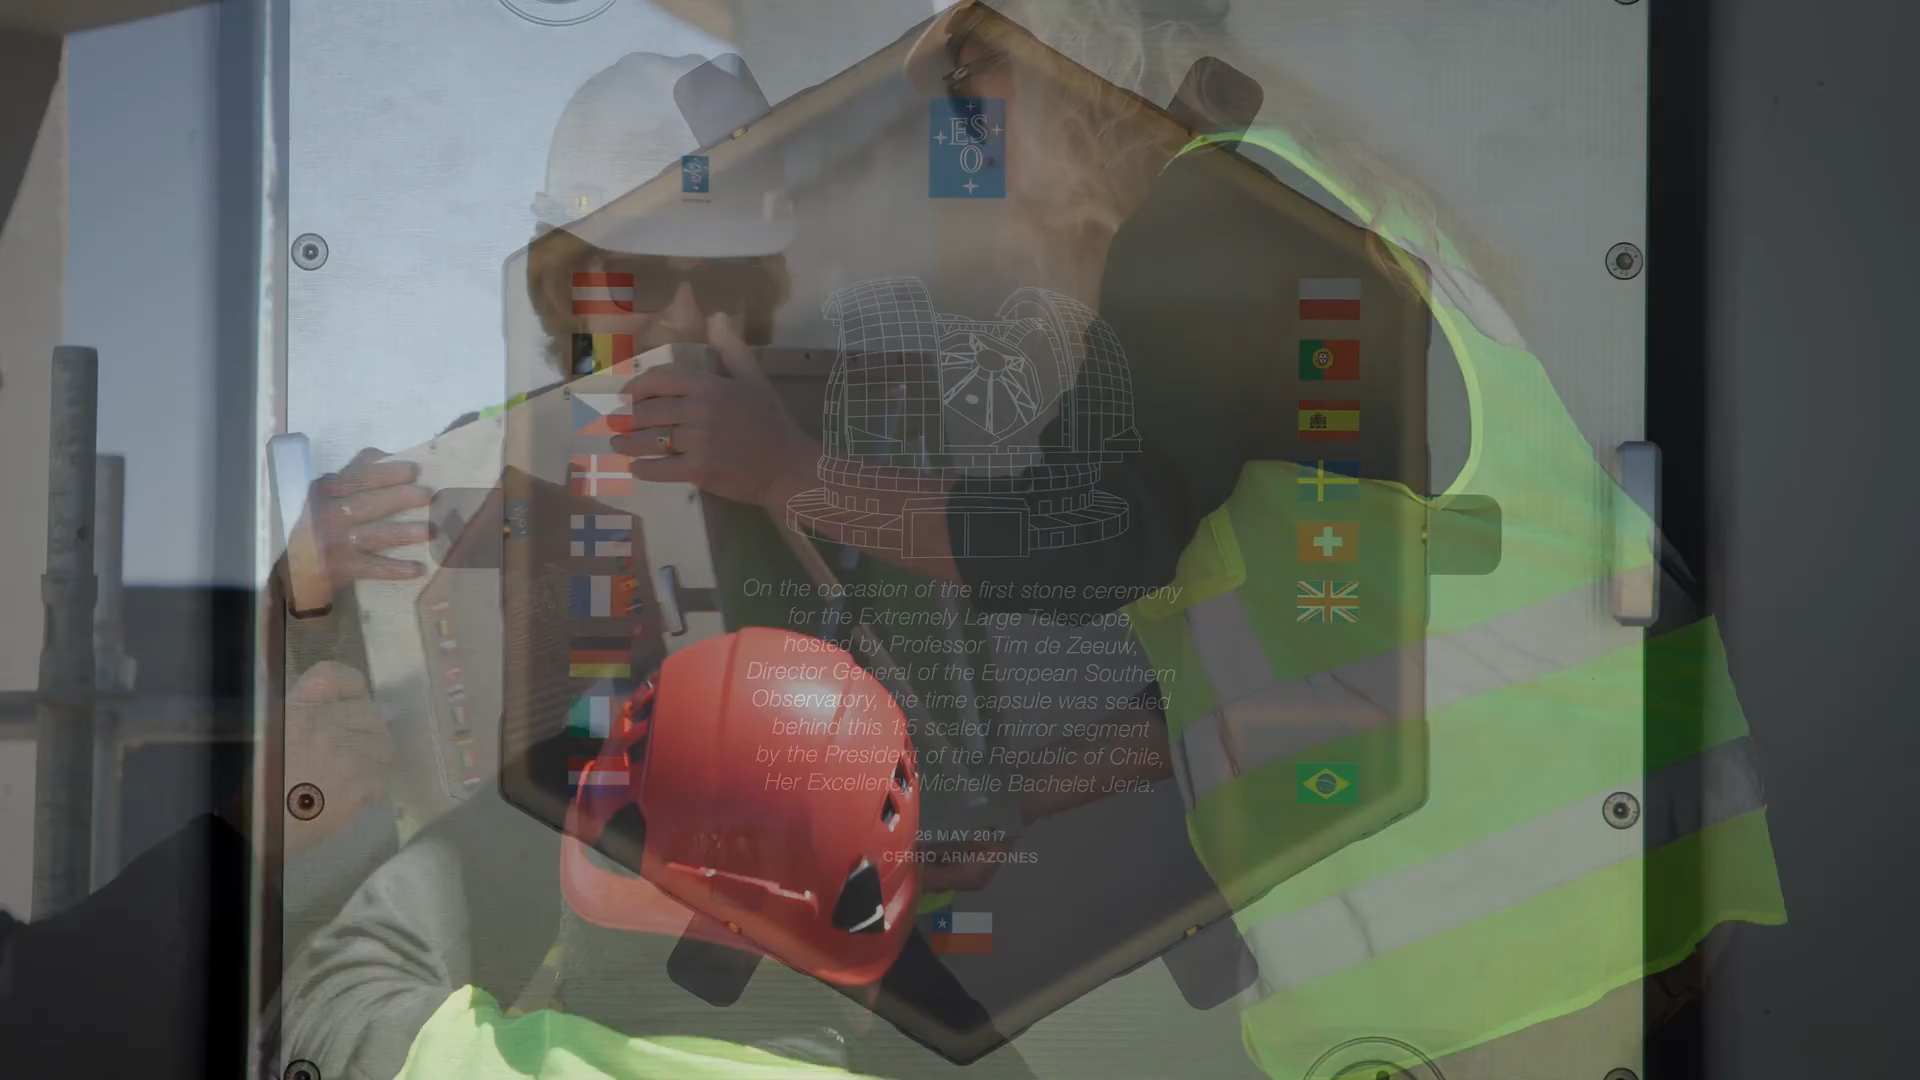 ES
O
On the occasion of the first stone ceremony
for the Extremely Large Telescope,
hosted by Professor Tim de Zeeuw,
Director General of the European Southern
Observatory, the time capsule was sealed
behind this 1:5 scaled mirror segment
by the President of the Republic of Chile,
Her Excellency Michelle Bachelet Jeria.
26 MAY 2017
CERRO ARMAZONES